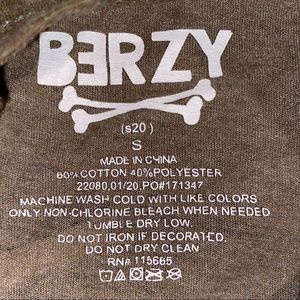 BERZY
(s20)
S
MADE IN CHINA
60% COTTON 40%POLYESTER
22080,01/20.PO#171347
MACHINE WASH COLD WITH LIKE COLORS
ONLY NON-CHLORINE BLEACH WHEN NEEDED
TUMBLE DRY LOW.
DO NOT IRON IF DECORATED
DO NOT DRY CLEAN
RN# 115665